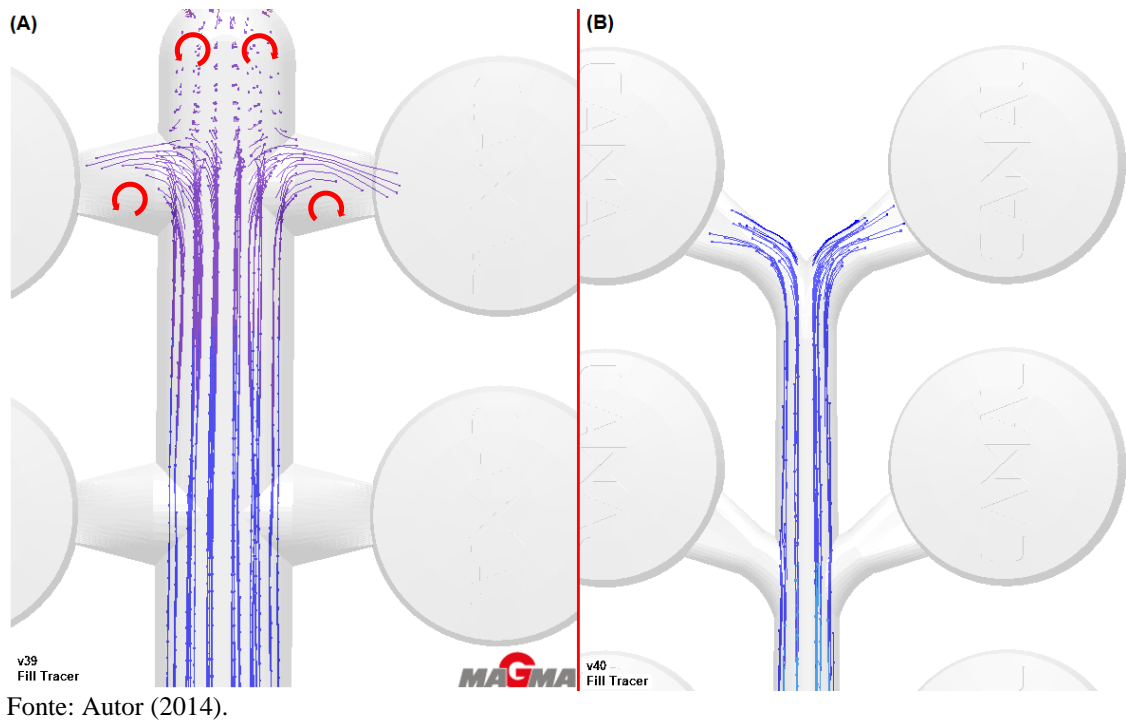 (A)
v39
Fill Tracer
MAGMA
(B)
v40
Fill Tracer
Fonte: Autor (2014).